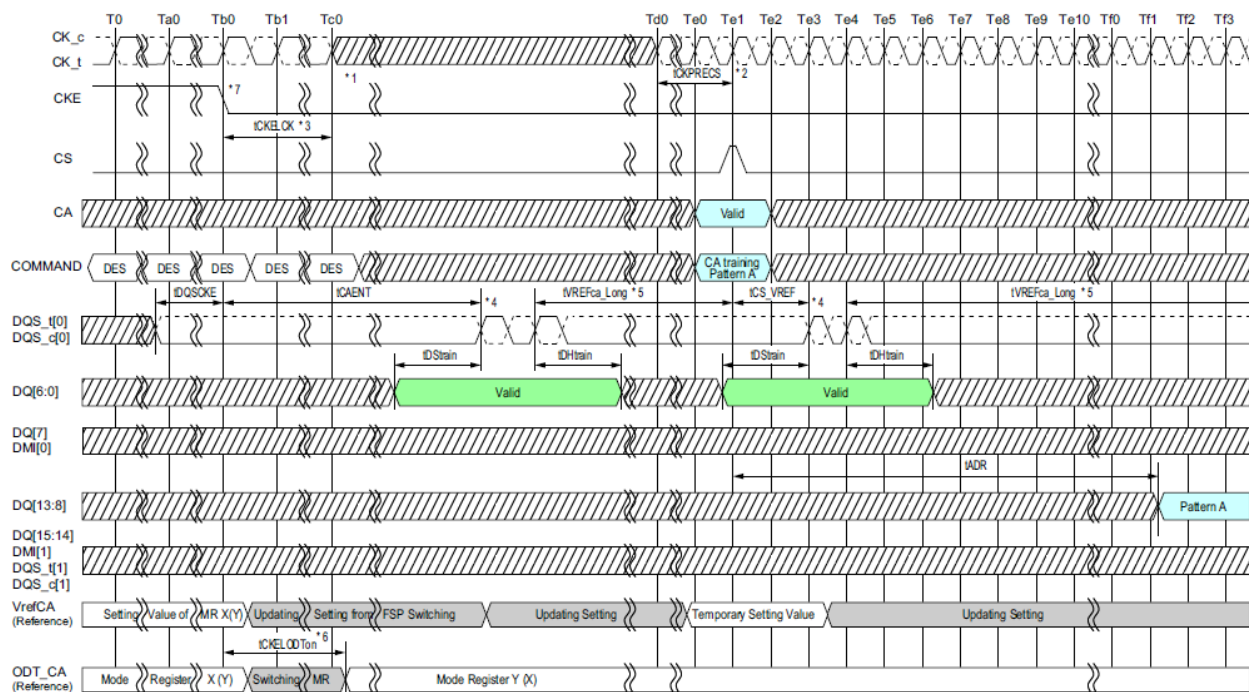 T0 Ta0 Tb0 Tb1 Tc0 Td0 Te0 Te1 Te2 Te3 Te4 Te5 Te6 Te7 Te8 Te9 Te10 Tf0 Tf1 Tf2 Tf3
CK_c
CK_t
tCKPRECS *2
*1
CKE
*7
tCKELCK *3
CS
CA
Valid
COMMAND
DES DES DES DES DES
CA training
Pattern A
tDQSCKE tCAENT *4 tVREFca_Long *5 tCS_VREF *4 tVREFca_Long *5
DQS_t[0]
DQS_c[0]
tDStrain tDHtrain tDStrain tDHtrain
DQ[6:0]
Valid Valid
DQ[7]
DMI[0]
tADR
DQ[13:8]
Pattern A
DQ[15:14]
DMI[1]
DQS_t[1]
DQS_c[1]
VrefCA
(Reference)
Setting Value of MR X(Y) Updating Setting from FSP Switching Updating Setting Temporary Setting Value Updating Setting
tCKELODTon *6
ODT_CA
(Reference)
Mode Register X (Y) Switching MR Mode Register Y (X)